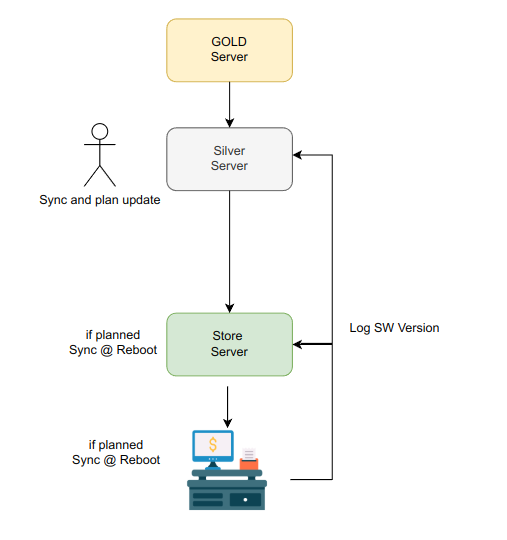 GOLD
Server
Silver
Server
Sync and plan update
if planned
Sync @ Reboot
Store
Server
Log SW Version
if planned
Sync @ Reboot
$